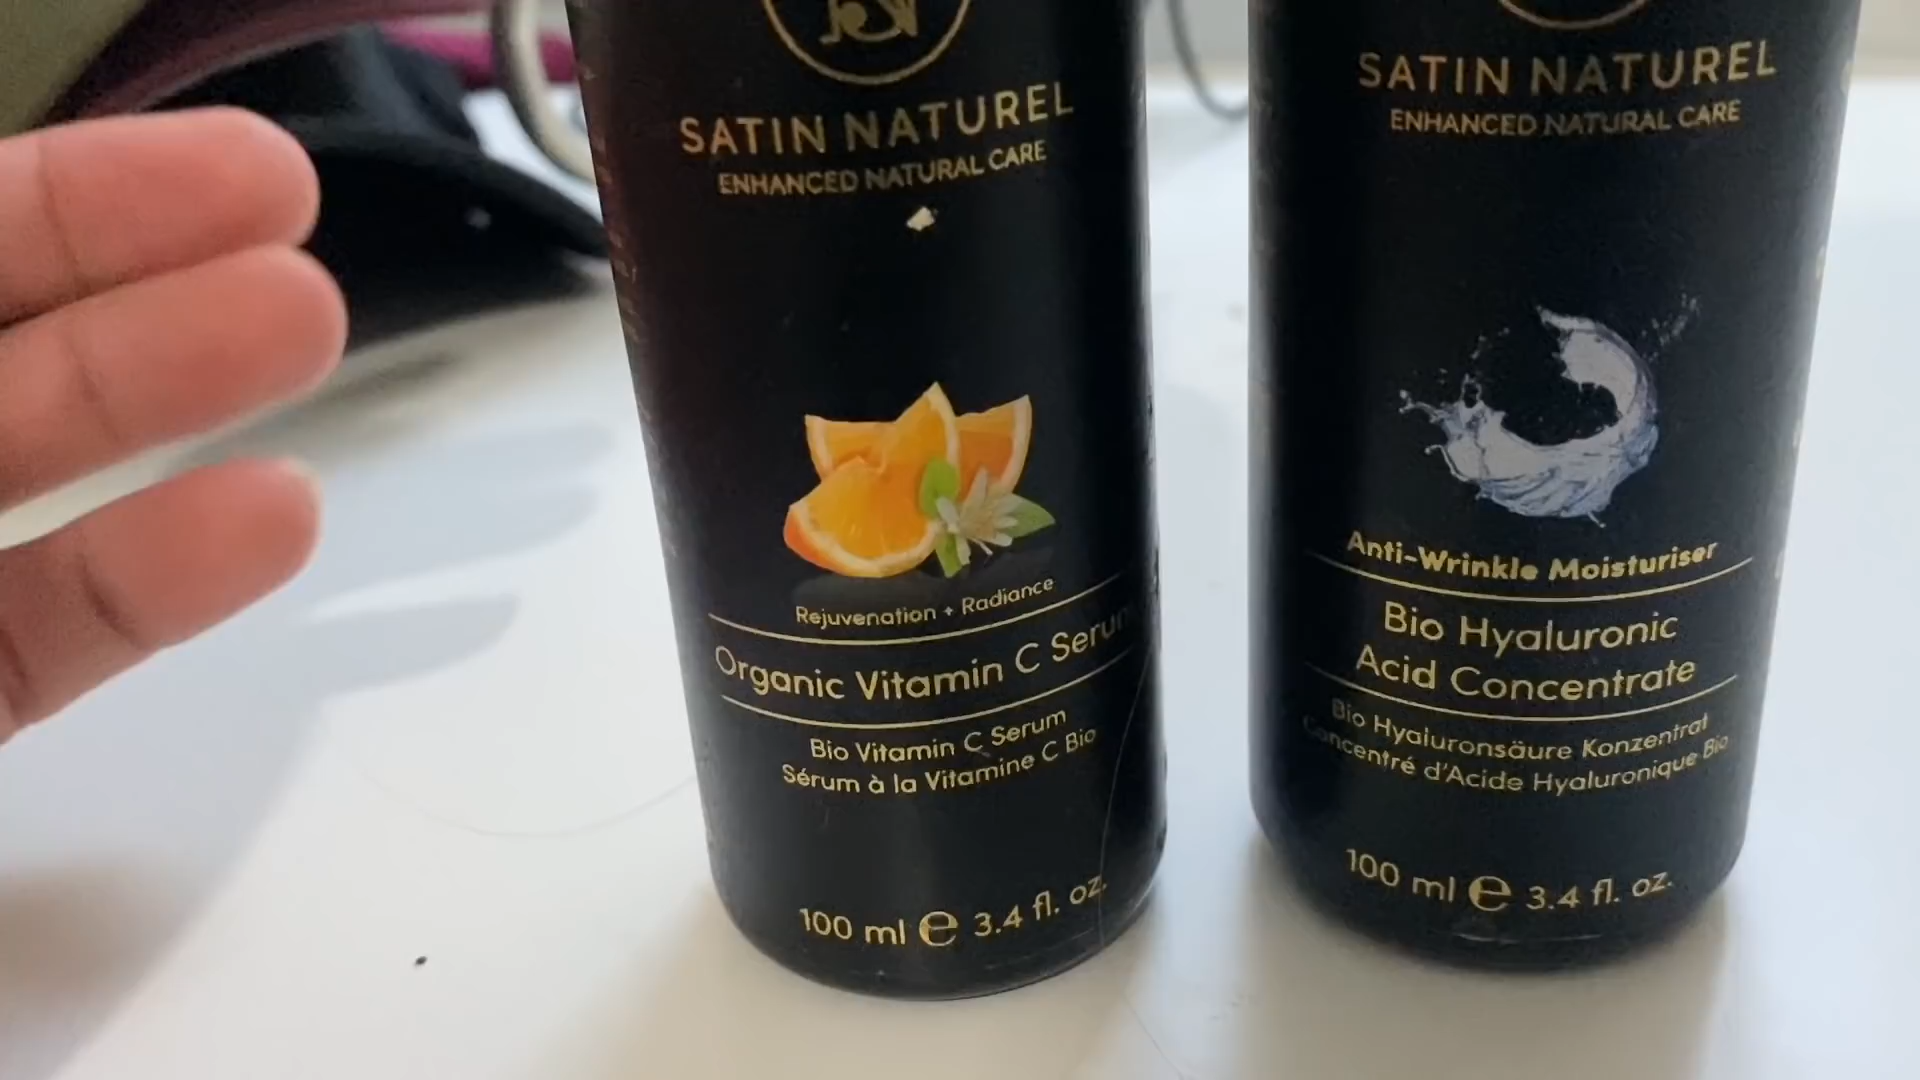 SATIN NATUREL
ENHANCED NATURAL CARE
Rejuvenation + Radiance
Organic Vitamin C Serum
Bio Vitamin C Serum
Sérum à la Vitamine C Bio
100 ml e 3.4 fl. oz.
SATIN NATUREL
ENHANCED NATURAL CARE
Anti-Wrinkle Moisturiser
Bio Hyaluronic
Acid Concentrate
Bio Hyaluronsäure Konzentrat
Concentré d'Acide Hyaluronique Bio
100 ml e 3.4 fl. oz.